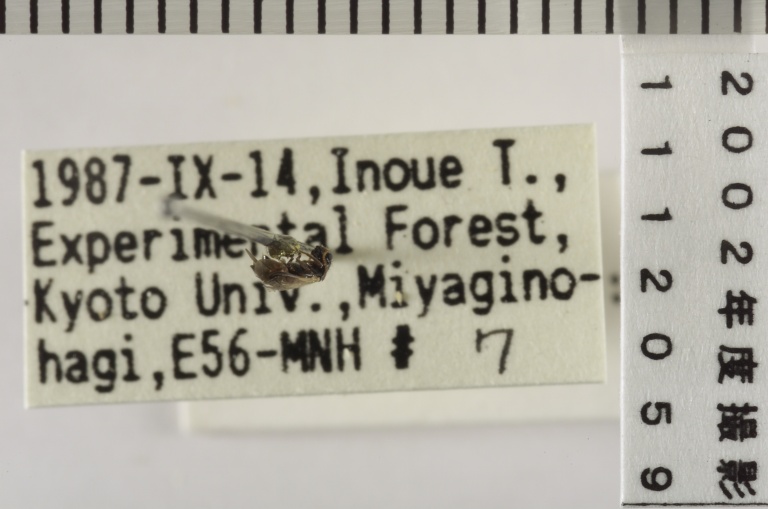 1987-IX-14,Inoue T.,
Experimental Forest,
Kyoto Univ.,Miyagino-
hagi,E56-MNH # 7
2002年度撮影
1112059